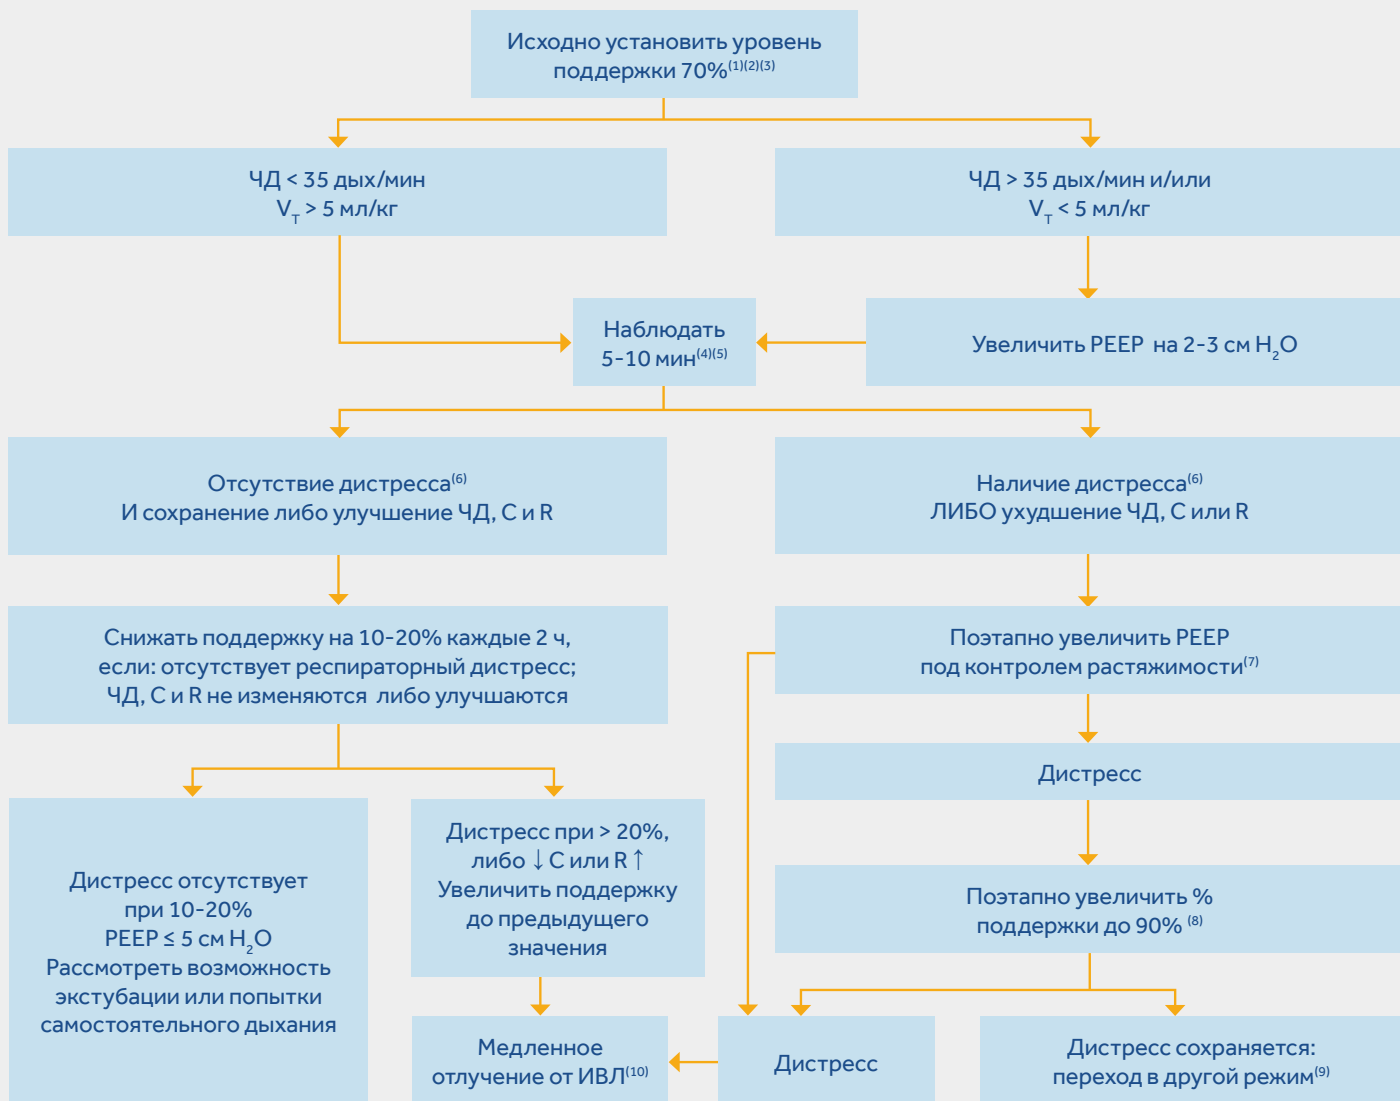 Исходно установить уровень
поддержки 70%(1)(2)(3)
ЧД < 35 дых/мин
VT > 5 мл/кг
ЧД > 35 дых/мин и/или
VT < 5 мл/кг
Наблюдать
5-10 мин(4)(5)
Увеличить PEEP на 2-3 см H2O
Отсутствие дистресса(6)
И сохранение либо улучшение ЧД, С и R
Наличие дистресса(6)
ЛИБО ухудшение ЧД, С или R
Снижать поддержку на 10-20% каждые 2 ч,
если: отсутствует респираторный дистресс;
ЧД, С и R не изменяются либо улучшаются
Поэтапно увеличить PEEP
под контролем растяжимости(7)
Дистресс
Дистресс отсутствует
при 10-20%
PEEP ≤ 5 см H2O
Рассмотреть возможность
экстубации или попытки
самостоятельного дыхания
Дистресс при > 20%,
либо ↓ С или R ↑
Увеличить поддержку
до предыдущего
значения
Поэтапно увеличить %
поддержки до 90% (8)
Медленное
отлучение от ИВЛ(10)
Дистресс
Дистресс сохраняется:
переход в другой режим(9)